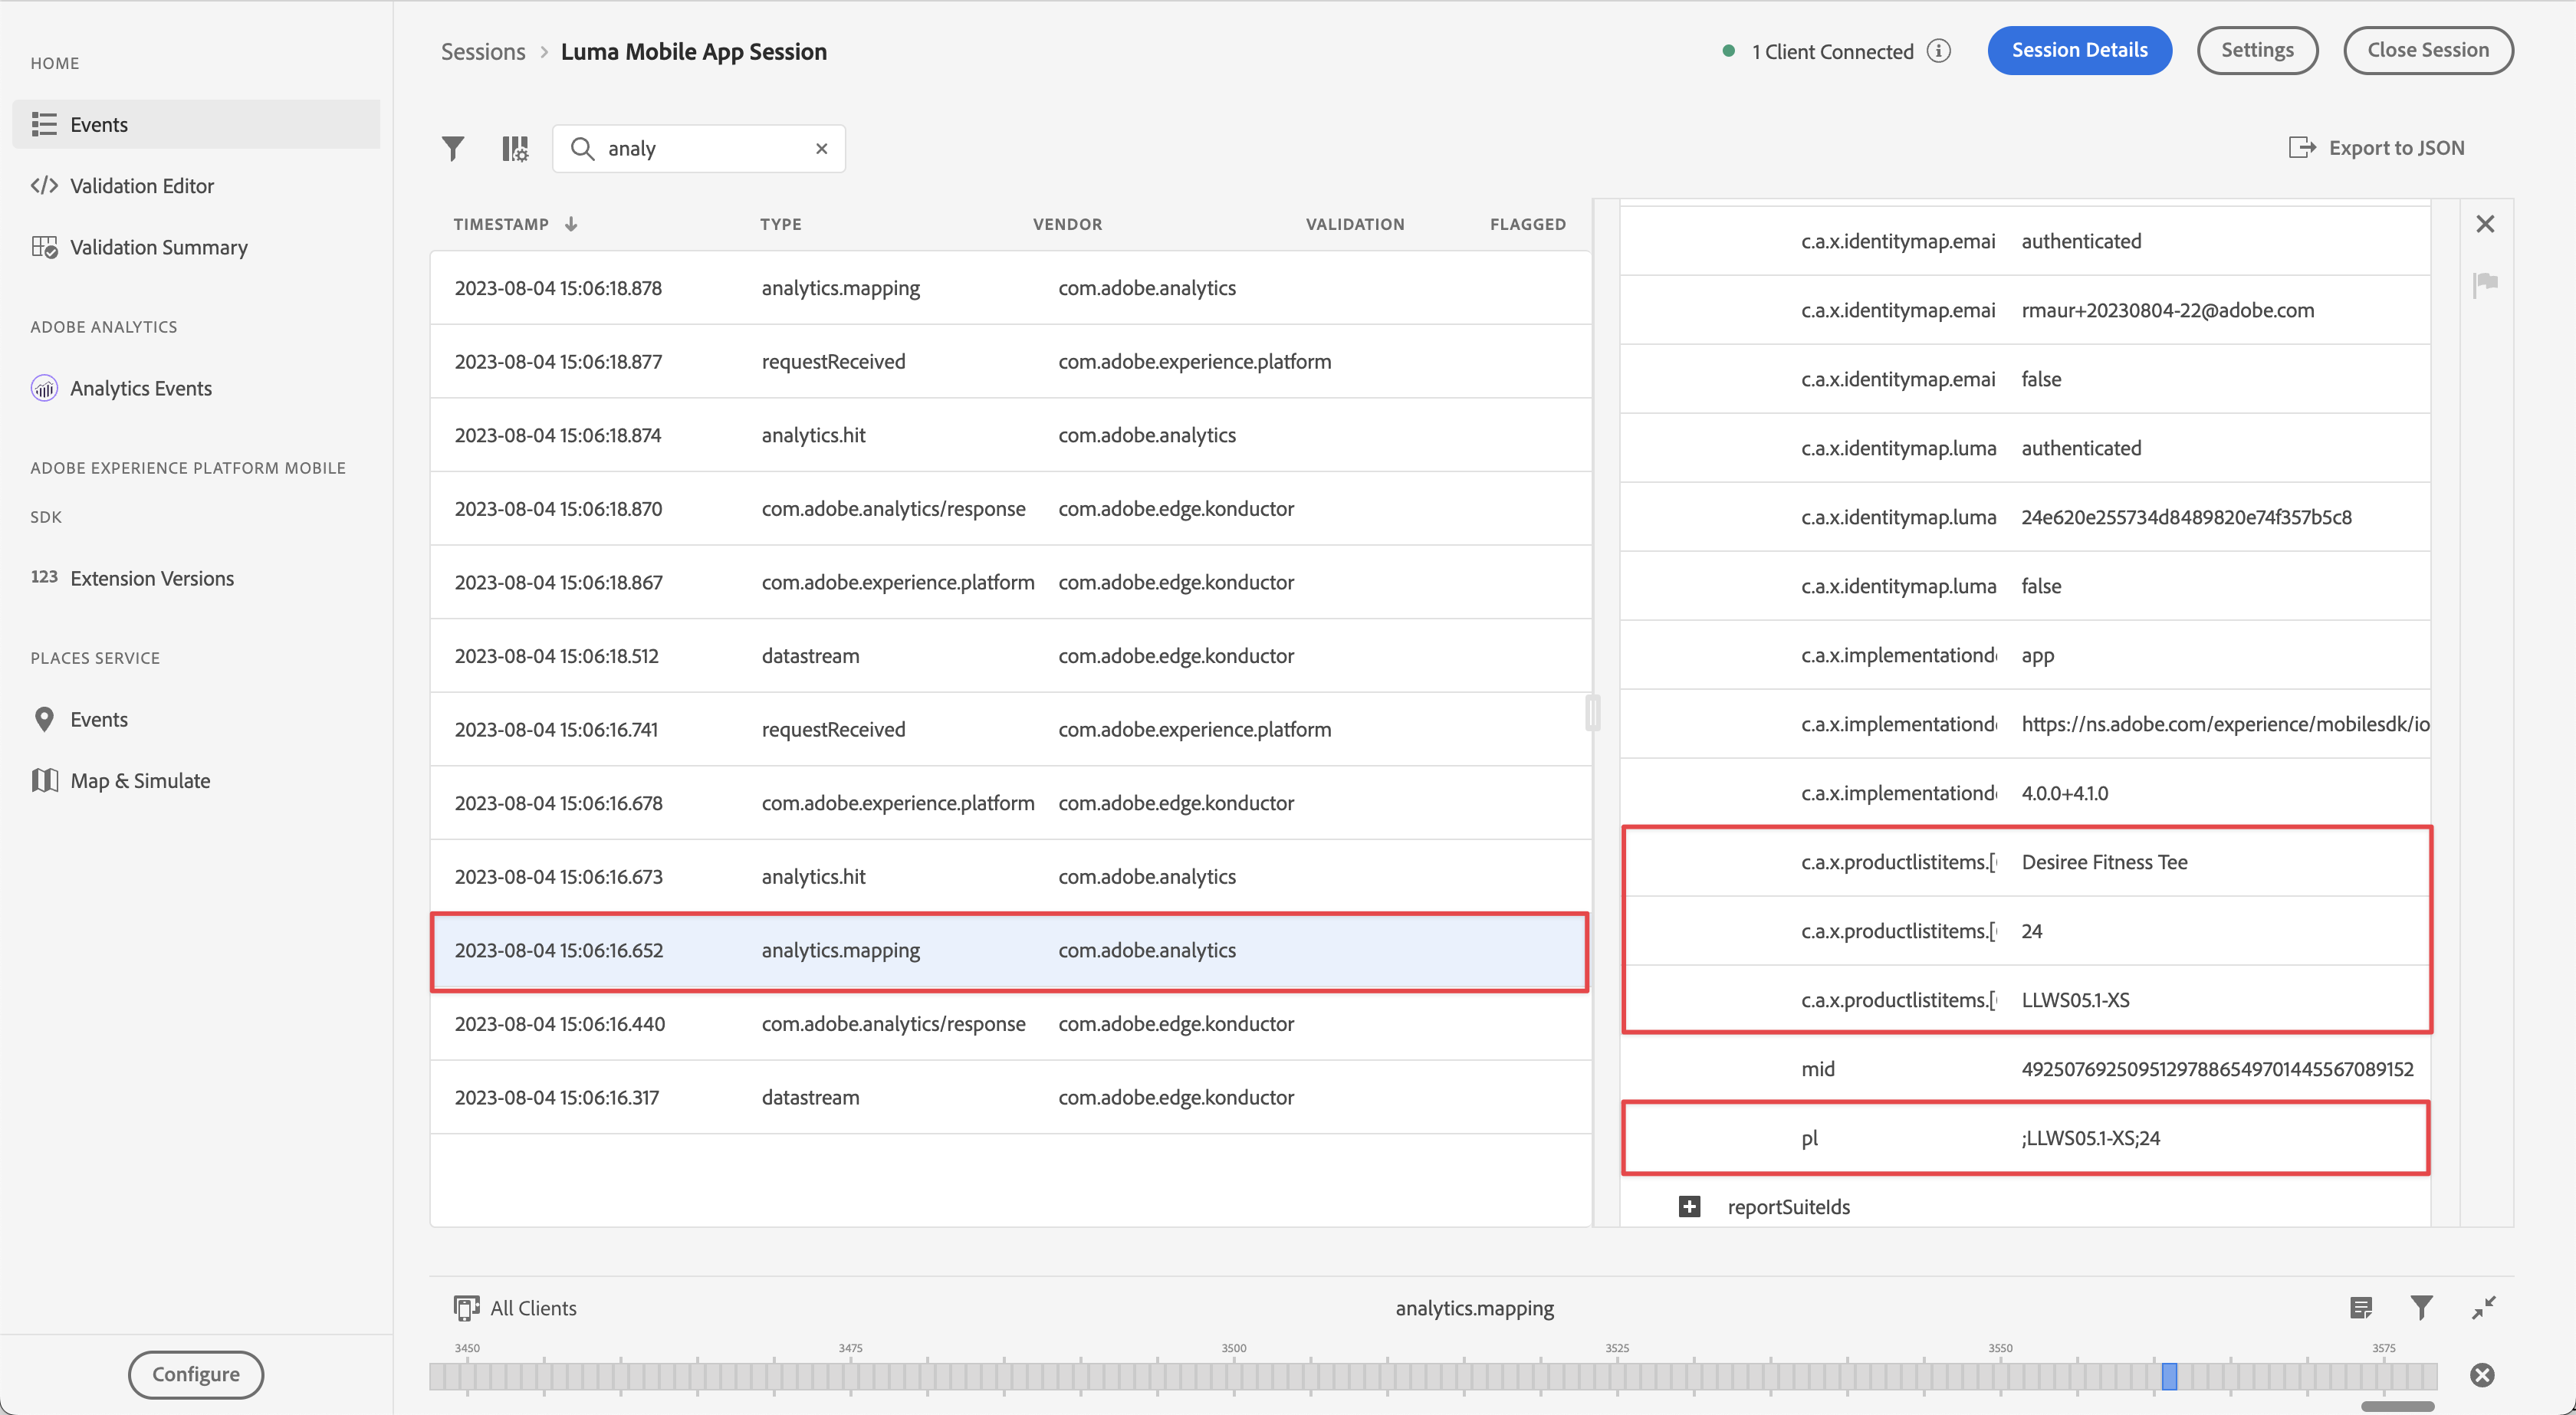 HOME
Events
Validation Editor
Validation Summary
ADOBE ANALYTICS
Analytics Events
ADOBE EXPERIENCE PLATFORM MOBILE
SDK
123 Extension Versions
PLACES SERVICE
Events
Map & Simulate
Configure
Sessions > Luma Mobile App Session
1 Client Connected
Session Details
Settings
Close Session
analy
Export to JSON
TIMESTAMP TYPE VENDOR VALIDATION FLAGGED
2023-08-04 15:06:18.878 analytics.mapping com.adobe.analytics
2023-08-04 15:06:18.877 requestReceived com.adobe.experience.platform
2023-08-04 15:06:18.874 analytics.hit com.adobe.analytics
2023-08-04 15:06:18.870 com.adobe.analytics/response com.adobe.edge.konductor
2023-08-04 15:06:18.867 com.adobe.experience.platform com.adobe.edge.konductor
2023-08-04 15:06:18.512 datastream com.adobe.edge.konductor
2023-08-04 15:06:16.741 requestReceived com.adobe.experience.platform
2023-08-04 15:06:16.678 com.adobe.experience.platform com.adobe.edge.konductor
2023-08-04 15:06:16.673 analytics.hit com.adobe.analytics
2023-08-04 15:06:16.652 analytics.mapping com.adobe.analytics
2023-08-04 15:06:16.440 com.adobe.analytics/response com.adobe.edge.konductor
2023-08-04 15:06:16.317 datastream com.adobe.edge.konductor
c.a.x.identitymap.emai authenticated
c.a.x.identitymap.emai rmaur+20230804-22@adobe.com
c.a.x.identitymap.emai false
c.a.x.identitymap.luma authenticated
c.a.x.identitymap.luma 24e620e255734d8489820e74f357b5c8
c.a.x.identitymap.luma false
c.a.x.implementationd app
c.a.x.implementationd https://ns.adobe.com/experience/mobilesdk/io
c.a.x.implementationd 4.0.0+4.1.0
c.a.x.productlistitems.[ Desiree Fitness Tee
c.a.x.productlistitems.[ 24
c.a.x.productlistitems.[ LLWS05.1-XS
mid 49250769250951297886549701445567089152
pl ;LLWS05.1-XS;24
reportSuiteIds
All Clients
analytics.mapping
3450 3475 3500 3525 3550 3575